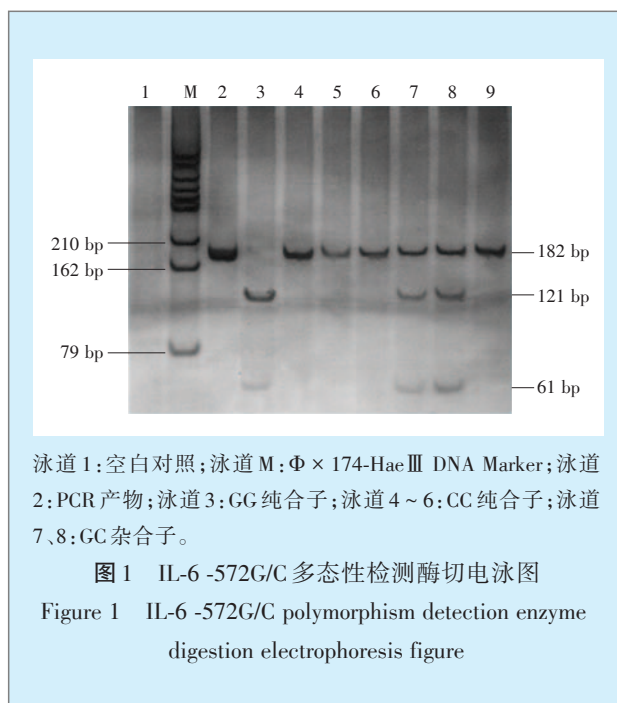 1 M 2 3 4 5 6 7 8 9
210 bp
162 bp
79 bp
182 bp
121 bp
61 bp
泳道1:空白对照;泳道M:Φ × 174-HaeⅢ DNA Marker;泳道
2:PCR产物;泳道3:GG纯合子;泳道4 ~ 6:CC纯合子;泳道
7、8:GC杂合子。
图1 IL-6 -572G/C多态性检测酶切电泳图
Figure 1 IL-6 -572G/C polymorphism detection enzyme
digestion electrophoresis figure